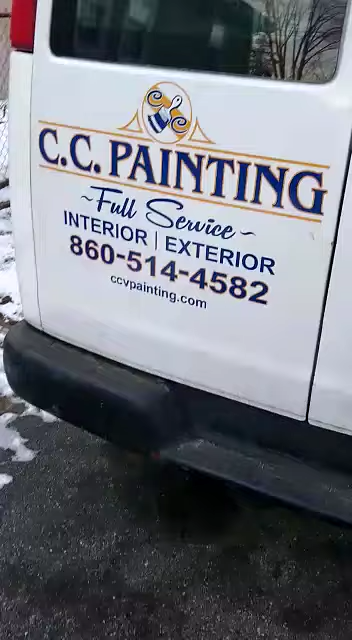 C.C. PAINTING
~Full Service~
INTERIOR | EXTERIOR
860-514-4582
ccvpainting.com